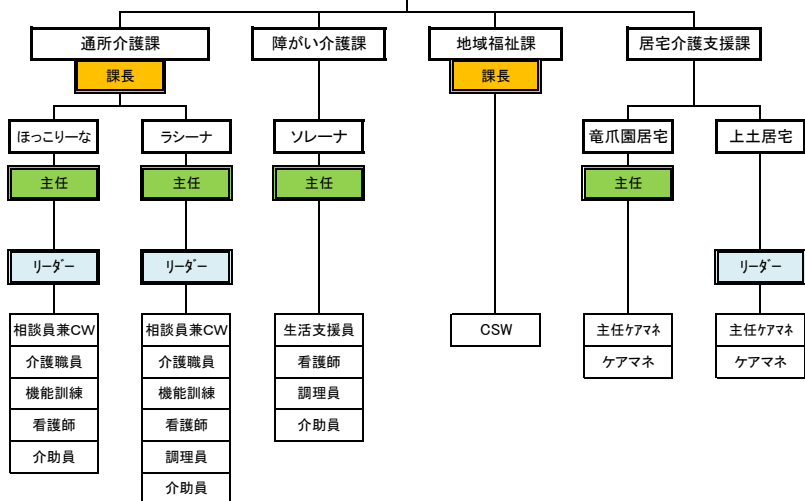 通所介護課
障がい介護課
地域福祉課
居宅介護支援課
課長
課長
ほっこりーな
ラシーナ
ソレーナ
竜爪園居宅
上土居宅
主任
主任
主任
主任
リーダー
リーダー
リーダー
相談員兼CW
介護職員
機能訓練
看護師
介助員
相談員兼CW
介護職員
機能訓練
看護師
調理員
介助員
生活支援員
看護師
調理員
介助員
CSW
主任ケアマネ
ケアマネ
主任ケアマネ
ケアマネ